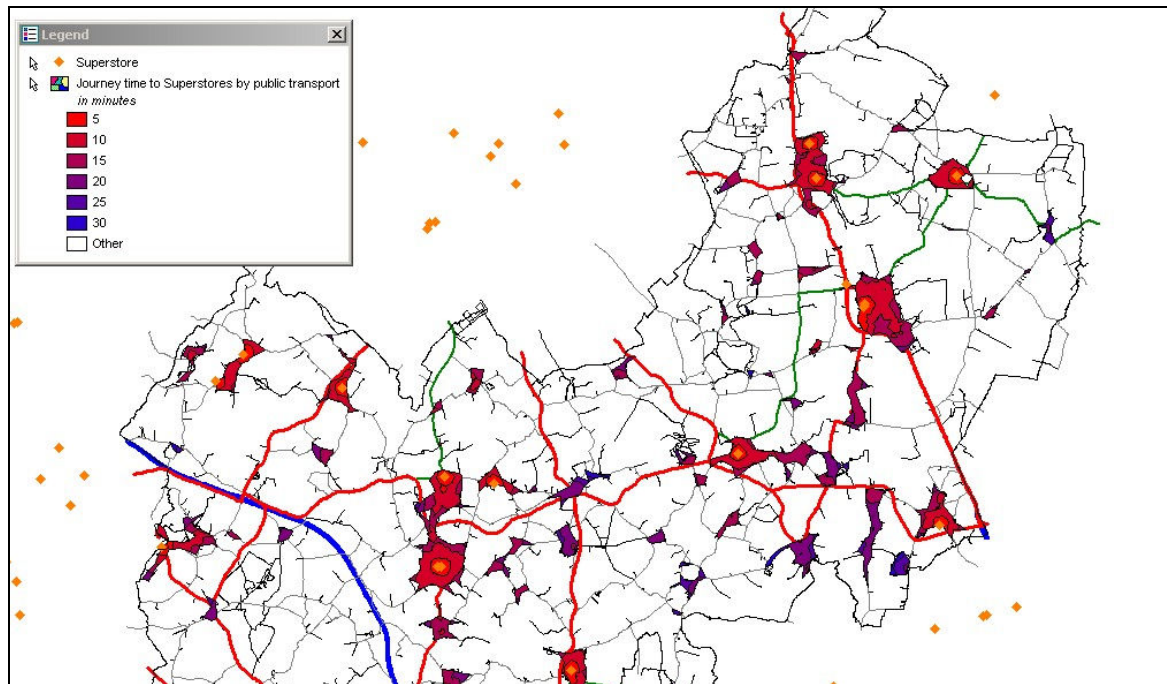 Legend
Superstore
Journey time to Superstores by public transport
in minutes
5
10
15
20
25
30
Other